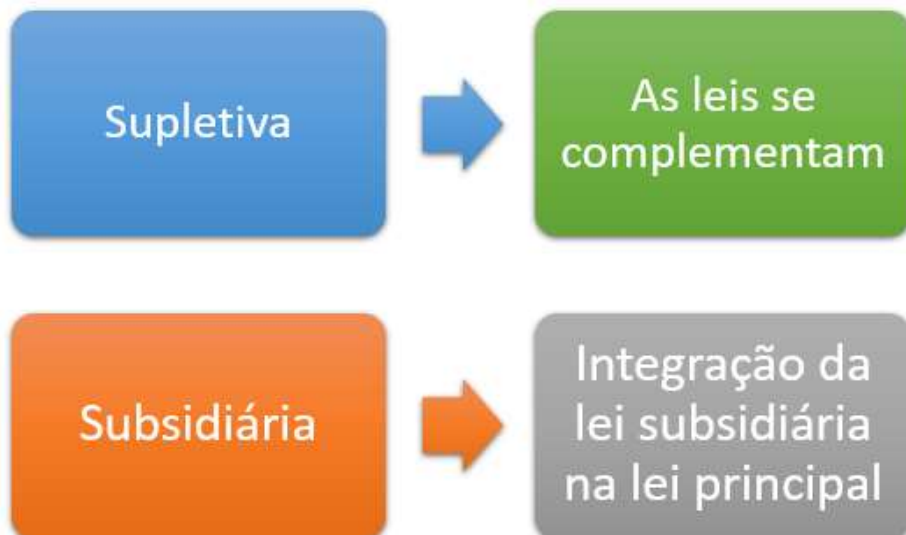 Supletiva
As leis se
complementam
Subsidiária
Integração da
lei subsidiária
na lei principal